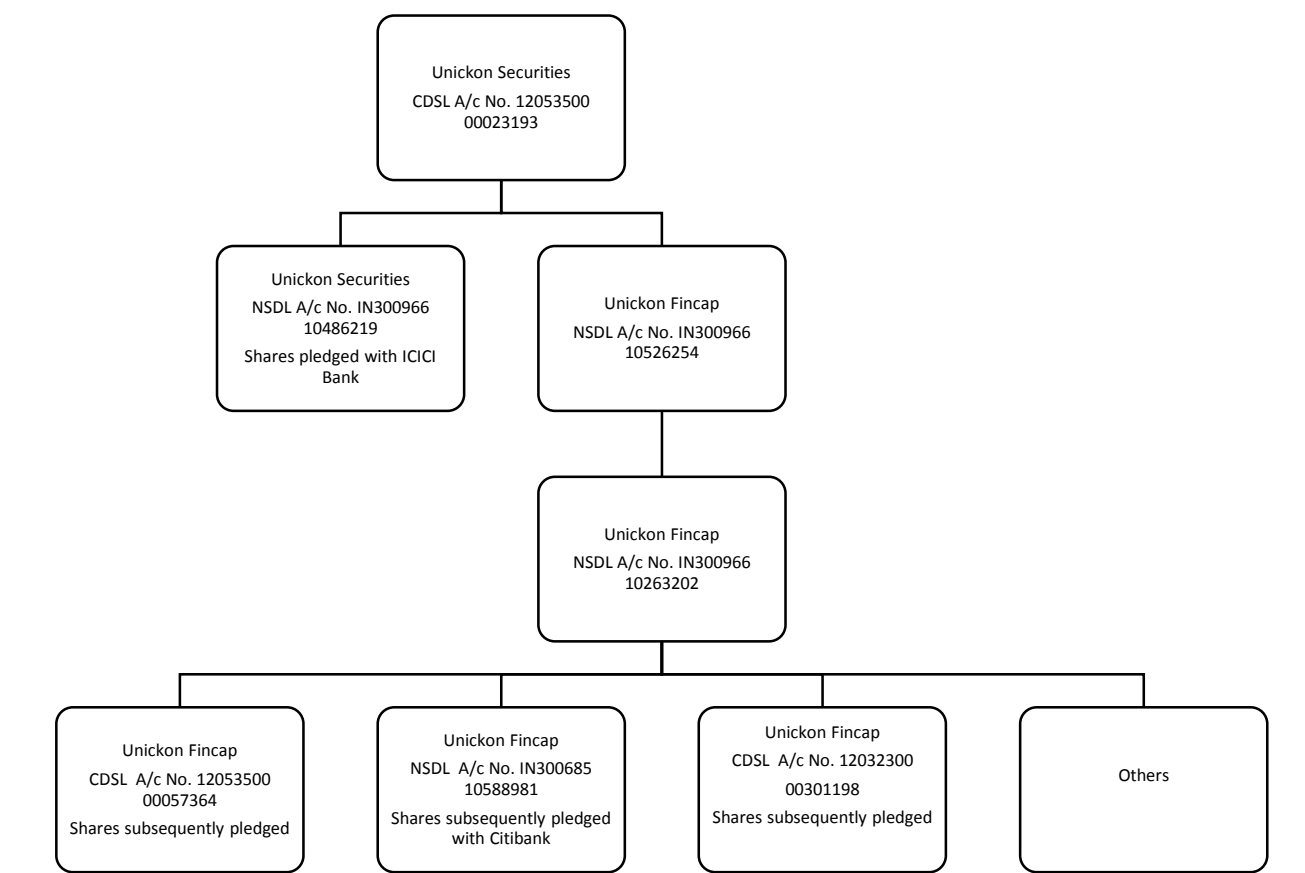 Unickon Securities
CDSL A/c No. 12053500
00023193
Unickon Securities
NSDL A/c No. IN300966
10486219
Shares pledged with ICICI
Bank
Unickon Fincap
NSDL A/c No. IN300966
10526254
Unickon Fincap
NSDL A/c No. IN300966
10263202
Unickon Fincap
CDSL A/c No. 12053500
00057364
Shares subsequently pledged
Unickon Fincap
NSDL A/c No. IN300685
10588981
Shares subsequently pledged
with Citibank
Unickon Fincap
CDSL A/c No. 12032300
00301198
Shares subsequently pledged
Others